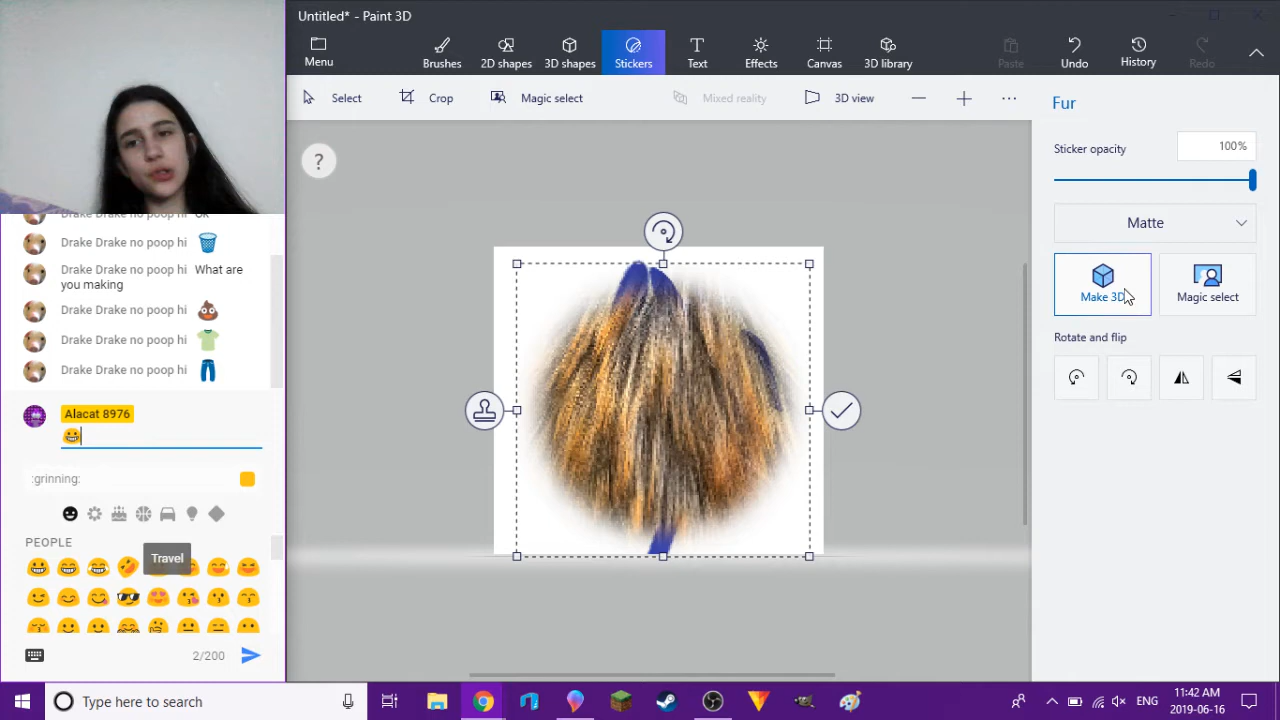 Untitled* - Paint 3D
Menu
Brushes
2D shapes
3D shapes
Stickers
Text
Effects
Canvas
3D library
Paste
Undo
History
Redo
Select
Crop
Magic select
Mixed reality
3D view
Fur
Sticker opacity
100%
Matte
Make 3D
Magic select
Rotate and flip
?
Drake Drake no poop hi OK
Drake Drake no poop hi
Drake Drake no poop hi What are
you making
Drake Drake no poop hi
Drake Drake no poop hi
Drake Drake no poop hi
Alacat 8976
:grinning:
PEOPLE
Travel
2/200
Type here to search
ENG
11:42 AM
2019-06-16